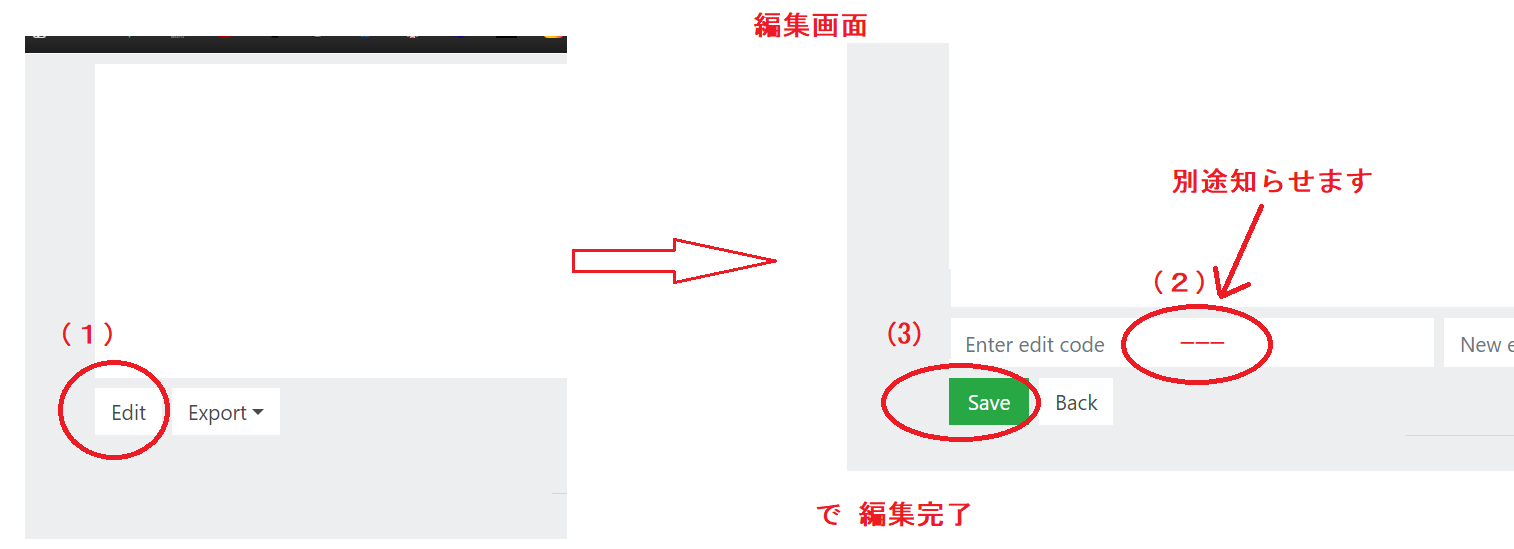 編集画面
別途知らせます
（２）
（１）
(3)
Enter edit code
---
New e
Edit
Export
Save
Back
で 編集完了